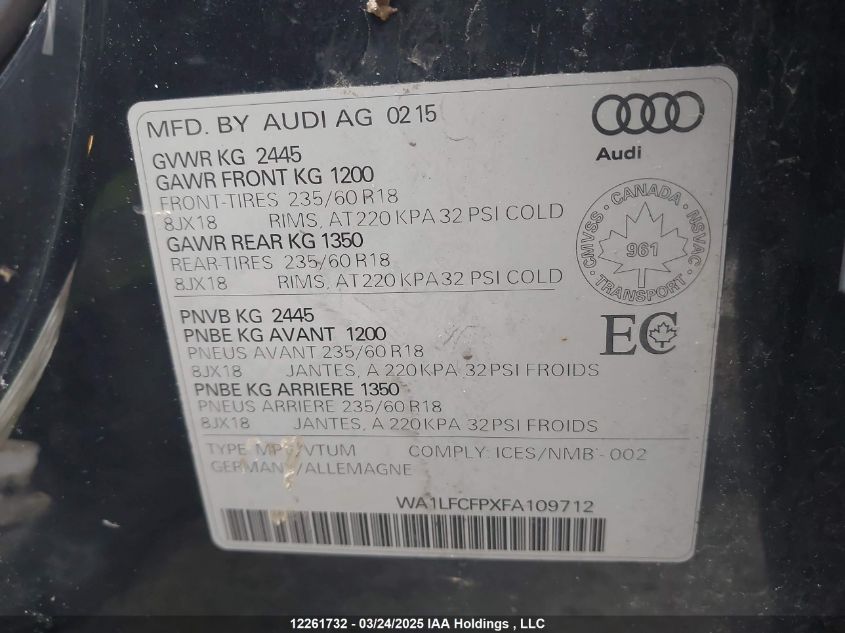 MFD. BY AUDI AG 0215
Audi
GVWR KG 2445
GAWR FRONT KG 1200
FRONT-TIRES 235/60 R18
8JX18 RIMS, AT 220 KPA 32 PSI COLD
GAWR REAR KG 1350
REAR-TIRES 235/60 R18
8JX18 RIMS, AT 220 KPA 32 PSI COLD
CMVSS · CANADA · NSVAC
961
· TRANSPORT ·
PNVB KG 2445
PNBE KG AVANT 1200
PNEUS AVANT 235/60 R18
8JX18 JANTES, A 220 KPA 32 PSI FROIDS
EC
PNBE KG ARRIERE 1350
PNEUS ARRIERE 235/60 R18
8JX18 JANTES, A 220 KPA 32 PSI FROIDS
TYPE: /VTUM COMPLY: ICES/NMB -002
GERMANY/ALLEMAGNE
WA1LFCFPXFA109712
12261732 - 03/24/2025 IAA Holdings , LLC